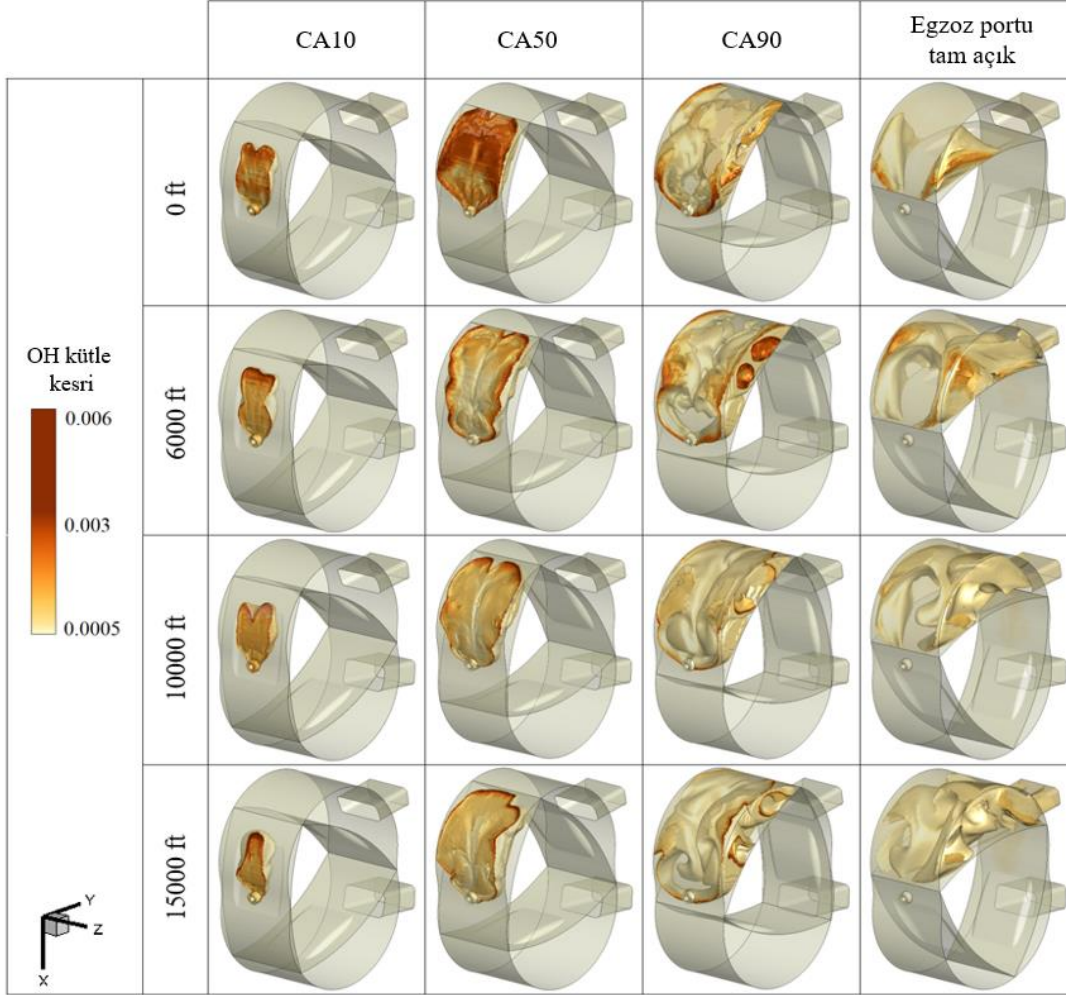 CA10
CA50
CA90
Egzoz portu
tam açık
0 ft
6000 ft
10000 ft
15000 ft
OH kütle
kesri
0.006
0.003
0.0005
Y
Z
X